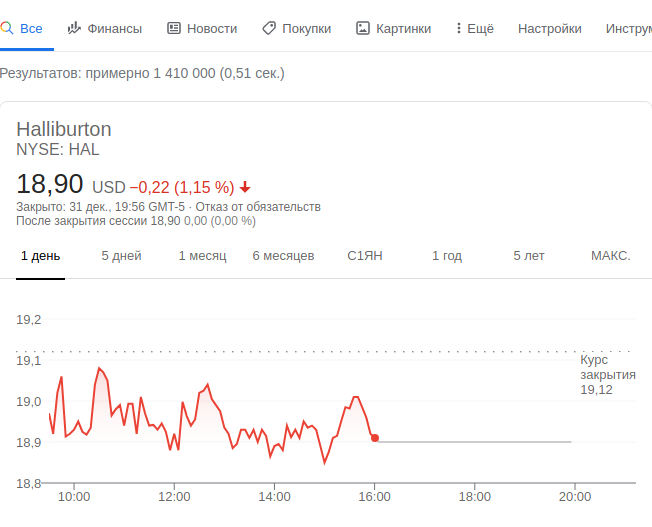 Все Финансы Новости Покупки Картинки Ещё Настройки Инструм
Результатов: примерно 1 410 000 (0,51 сек.)
Halliburton
NYSE: HAL
18,90 USD −0,22 (1,15 %)
Закрыто: 31 дек., 19:56 GMT-5 · Отказ от обязательств
После закрытия сессии 18,90 0,00 (0,00 %)
1 день 5 дней 1 месяц 6 месяцев С1ЯН 1 год 5 лет МАКС.
19,2
19,1
Курс
закрытия
19,12
19,0
18,9
18,8
10:00 12:00 14:00 16:00 18:00 20:00